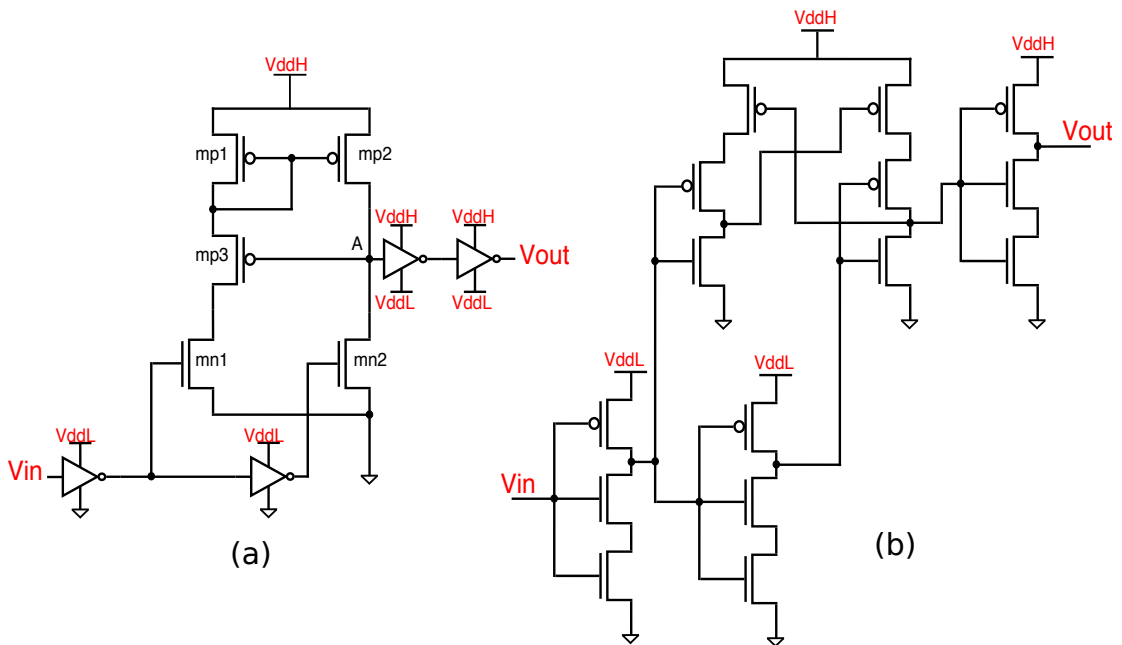 VddH
mp1
mp2
mp3
A
VddH
VddH
VddL
VddL
Vout
mn1
mn2
VddL
VddL
Vin
(a)
VddH
VddH
Vout
VddL
VddL
Vin
(b)